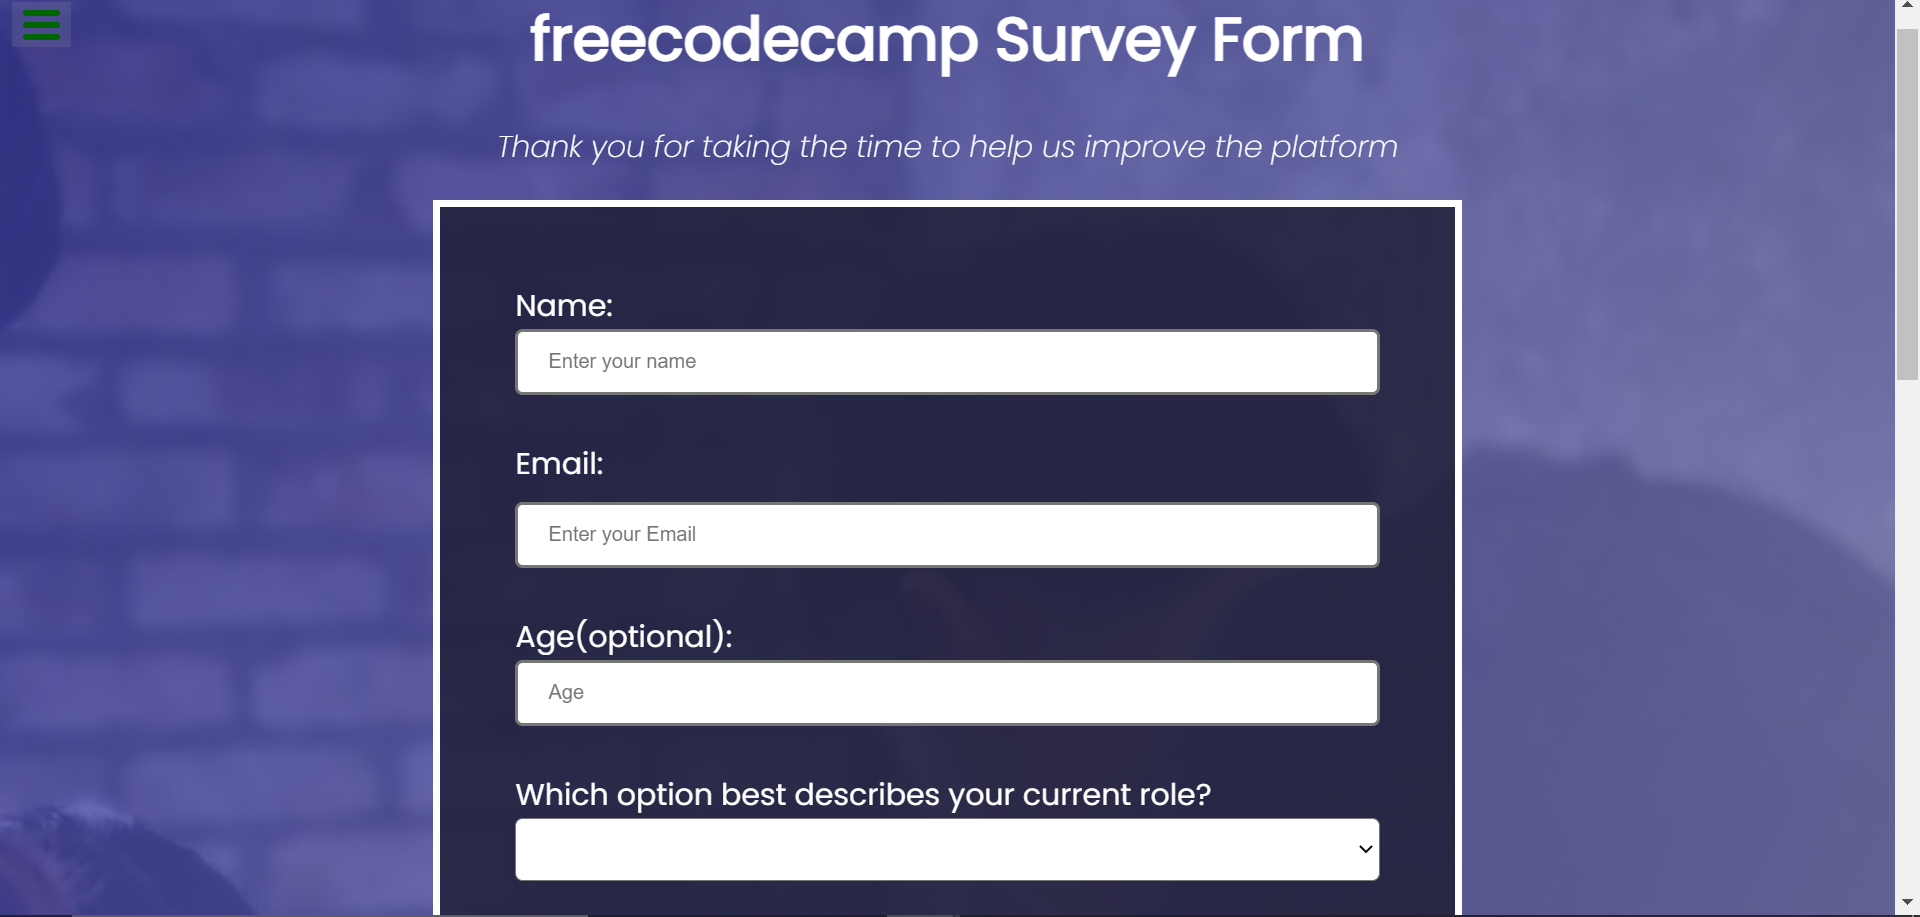 freecodecamp Survey Form
Thank you for taking the time to help us improve the platform
Name:
Enter your name
Email:
Enter your Email
Age(optional):
Age
Which option best describes your current role?